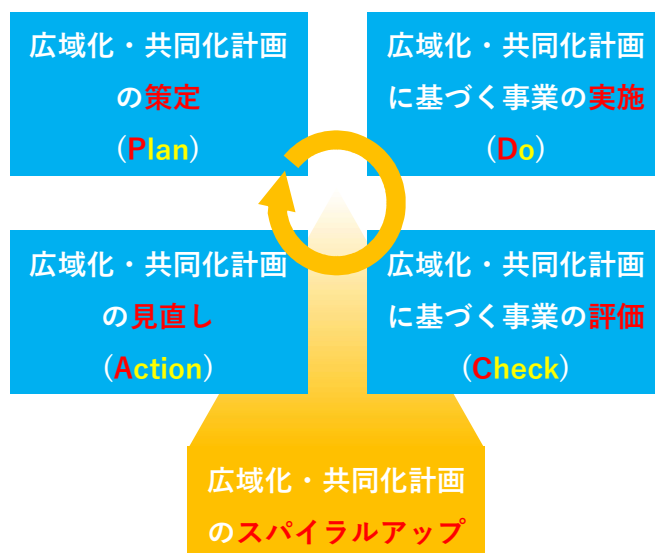 広域化・共同化計画
の策定
(Plan)
広域化・共同化計画
に基づく事業の実施
(Do)
広域化・共同化計画
の見直し
(Action)
広域化・共同化計画
に基づく事業の評価
(Check)
広域化・共同化計画
のスパイラルアップ